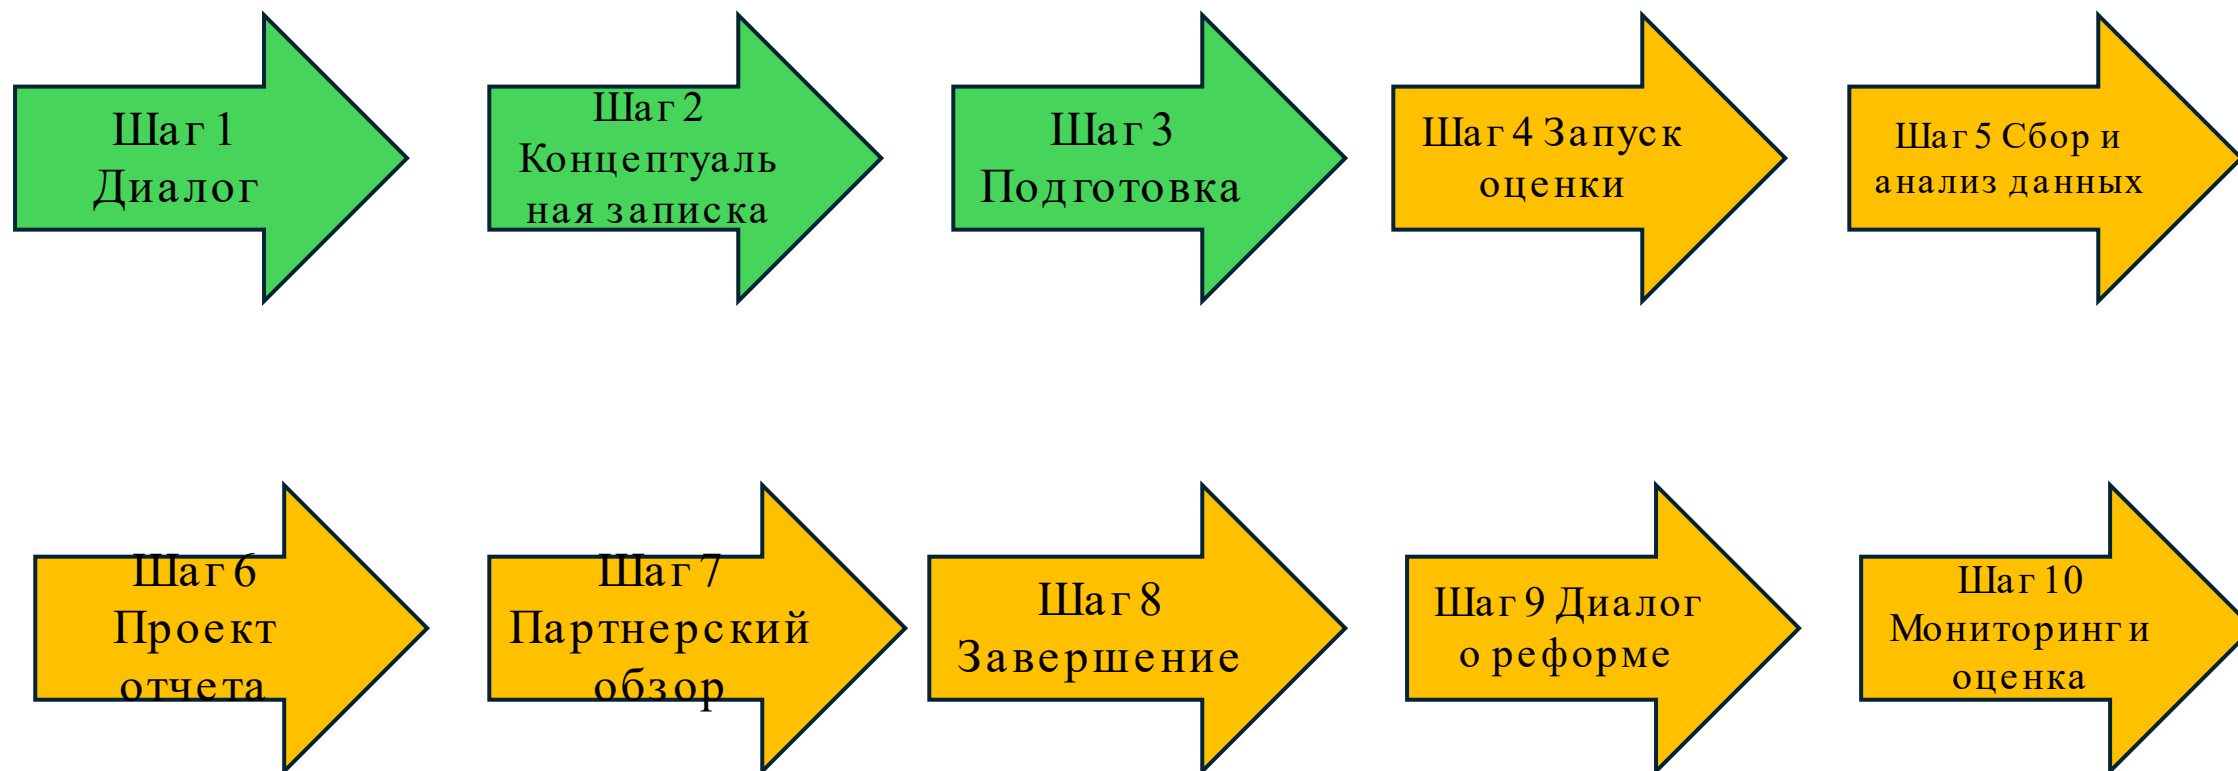 Шаг 1
Диалог
Шаг 2
Концептуаль
ная записка
Шаг 3
Подготовка
Шаг 4 Запуск
оценки
Шаг 5 Сбор и
анализ данных
Шаг 6
Проект
отчета
Шаг 7
Партнерский
обзор
Шаг 8
Завершение
Шаг 9 Диалог
о реформе
Шаг 10
Мониторинг и
оценка